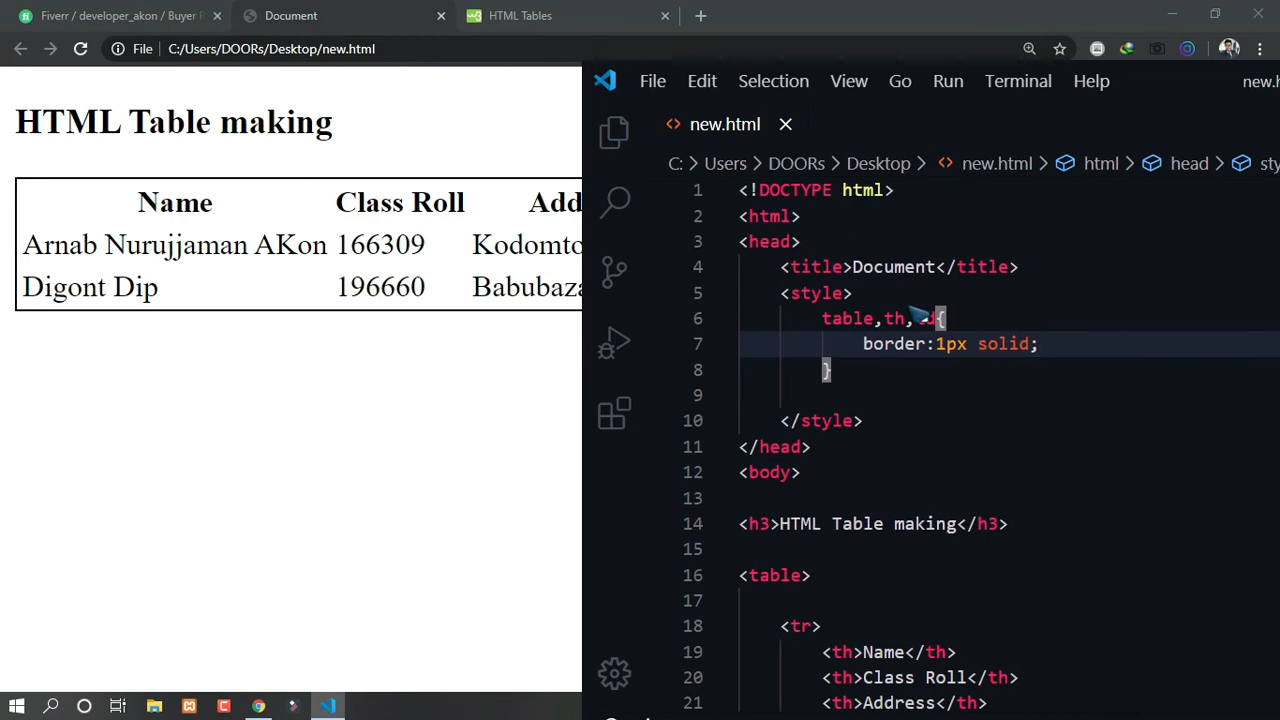 Fiverr / developer_akon / Buyer
Document
HTML Tables
File
C:/Users/DOORs/Desktop/new.html
HTML Table making
Name Class Roll Add
Arnab Nurujjaman AKon 166309 Kodomto
Digont Dip 196660 Babubaza
File Edit Selection View Go Run Terminal Help new.h
new.html
C: > Users > DOORs > Desktop > new.html > html > head > sty
1 <!DOCTYPE html>
2 <html>
3 <head>
4 <title>Document</title>
5 <style>
6 table,th,td{
7 border:1px solid;
8 }
9
10 </style>
11 </head>
12 <body>
13
14 <h3>HTML Table making</h3>
15
16 <table>
17
18 <tr>
19 <th>Name</th>
20 <th>Class Roll</th>
21 <th>Address</th>